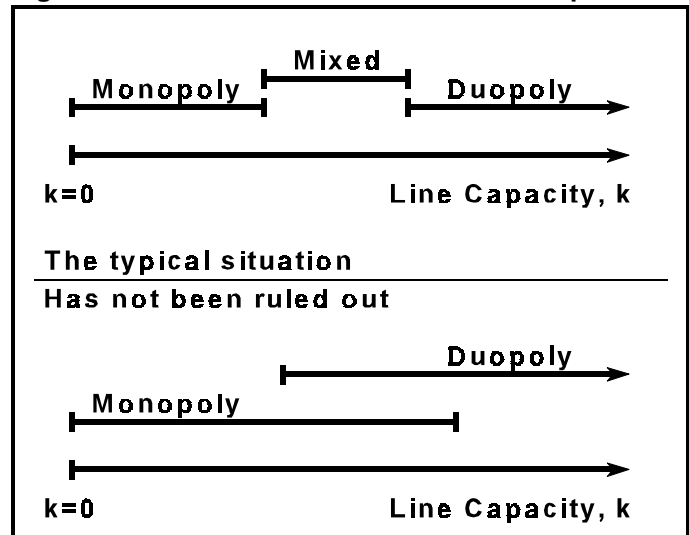 Mixed
Monopoly Duopoly
k=0 Line Capacity, k
The typical situation
Has not been ruled out
Duopoly
Monopoly
k=0 Line Capacity, k